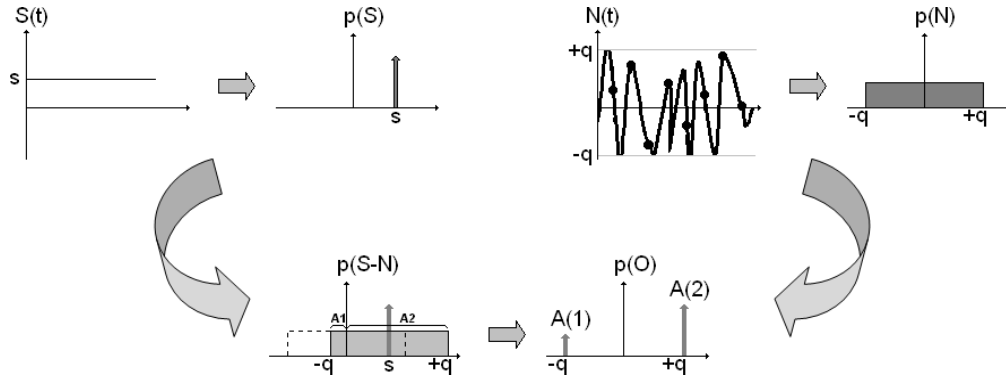 S(t)
p(S)
N(t)
p(N)
s
s
+q
-q
-q
+q
p(S-N)
A1
A2
-q
s
+q
p(O)
A(1)
A(2)
-q
+q